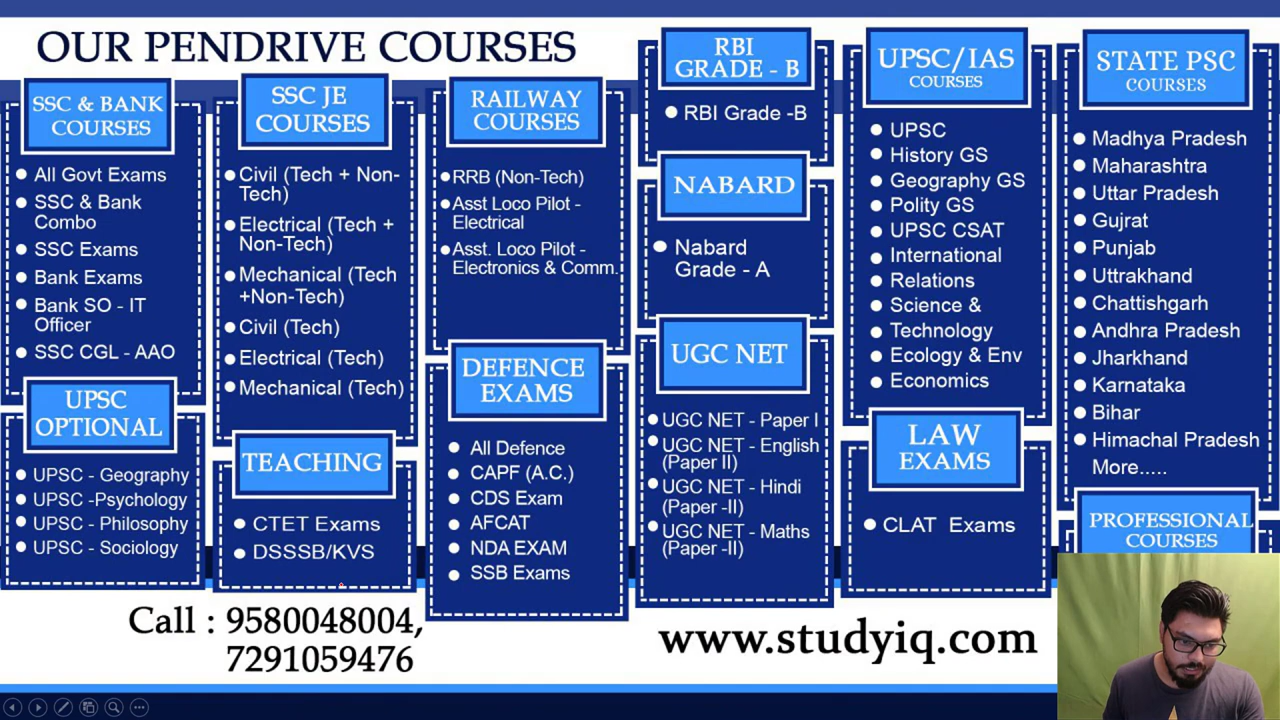 OUR PENDRIVE COURSES
SSC & BANK
COURSES
All Govt Exams
SSC & Bank
Combo
SSC Exams
Bank Exams
Bank SO - IT
Officer
SSC CGL - AAO
UPSC
OPTIONAL
UPSC - Geography
UPSC -Psychology
UPSC - Philosophy
UPSC - Sociology
SSC JE
COURSES
Civil (Tech + Non-
Tech)
Electrical (Tech +
Non-Tech)
Mechanical (Tech
+Non-Tech)
Civil (Tech)
Electrical (Tech)
Mechanical (Tech)
TEACHING
CTET Exams
DSSSB/KVS
RAILWAY
COURSES
RRB (Non-Tech)
Asst Loco Pilot -
Electrical
Asst. Loco Pilot -
Electronics & Comm.
DEFENCE
EXAMS
All Defence
CAPF (A.C.)
CDS Exam
AFCAT
NDA EXAM
SSB Exams
RBI
GRADE - B
RBI Grade -B
NABARD
Nabard
Grade - A
UGC NET
UGC NET - Paper I
UGC NET - English
(Paper II)
UGC NET - Hindi
(Paper -II)
UGC NET - Maths
(Paper -II)
UPSC/IAS
COURSES
UPSC
History GS
Geography GS
Polity GS
UPSC CSAT
International
Relations
Science &
Technology
Ecology & Env
Economics
LAW
EXAMS
CLAT Exams
STATE PSC
COURSES
Madhya Pradesh
Maharashtra
Uttar Pradesh
Gujrat
Punjab
Uttrakhand
Chattishgarh
Andhra Pradesh
Jharkhand
Karnataka
Bihar
Himachal Pradesh
More.....
PROFESSIONAL
COURSES
Call : 9580048004,
7291059476
www.studyiq.com